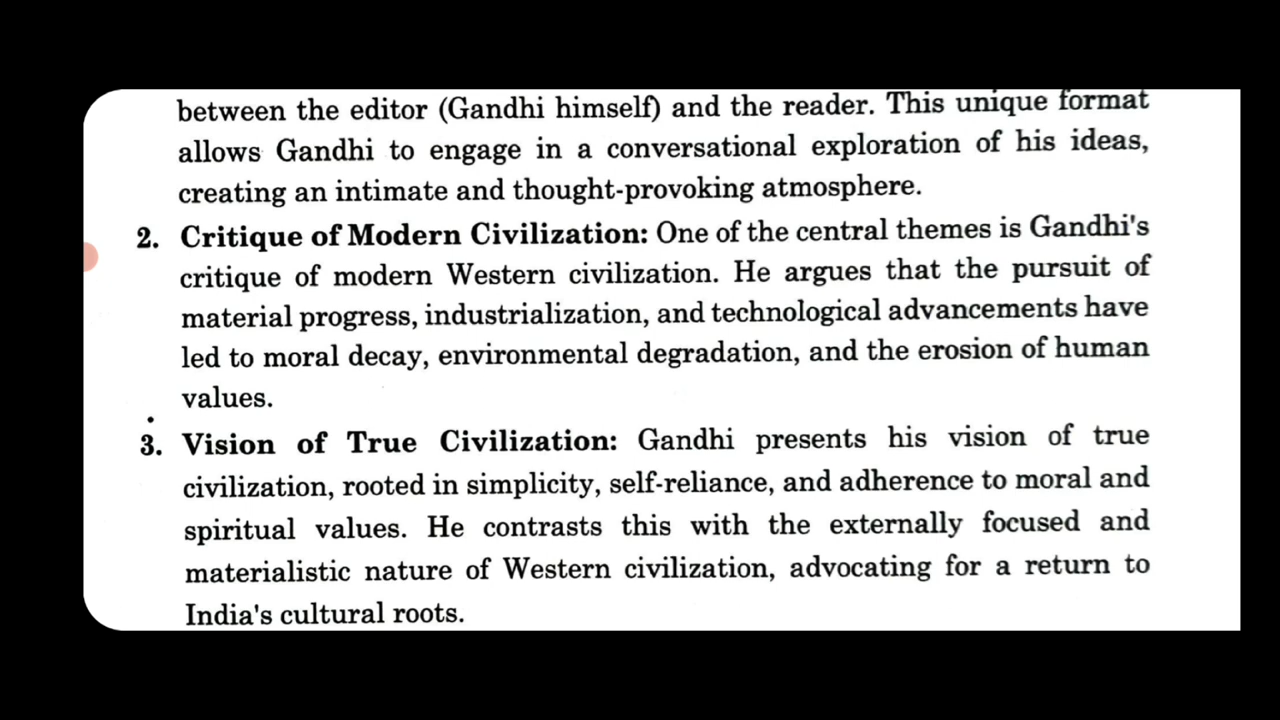 between the editor (Gandhi himself) and the reader. This unique format
allows Gandhi to engage in a conversational exploration of his ideas,
creating an intimate and thought-provoking atmosphere.
2. Critique of Modern Civilization: One of the central themes is Gandhi's
critique of modern Western civilization. He argues that the pursuit of
material progress, industrialization, and technological advancements have
led to moral decay, environmental degradation, and the erosion of human
values.
3. Vision of True Civilization: Gandhi presents his vision of true
civilization, rooted in simplicity, self-reliance, and adherence to moral and
spiritual values. He contrasts this with the externally focused and
materialistic nature of Western civilization, advocating for a return to
India's cultural roots.